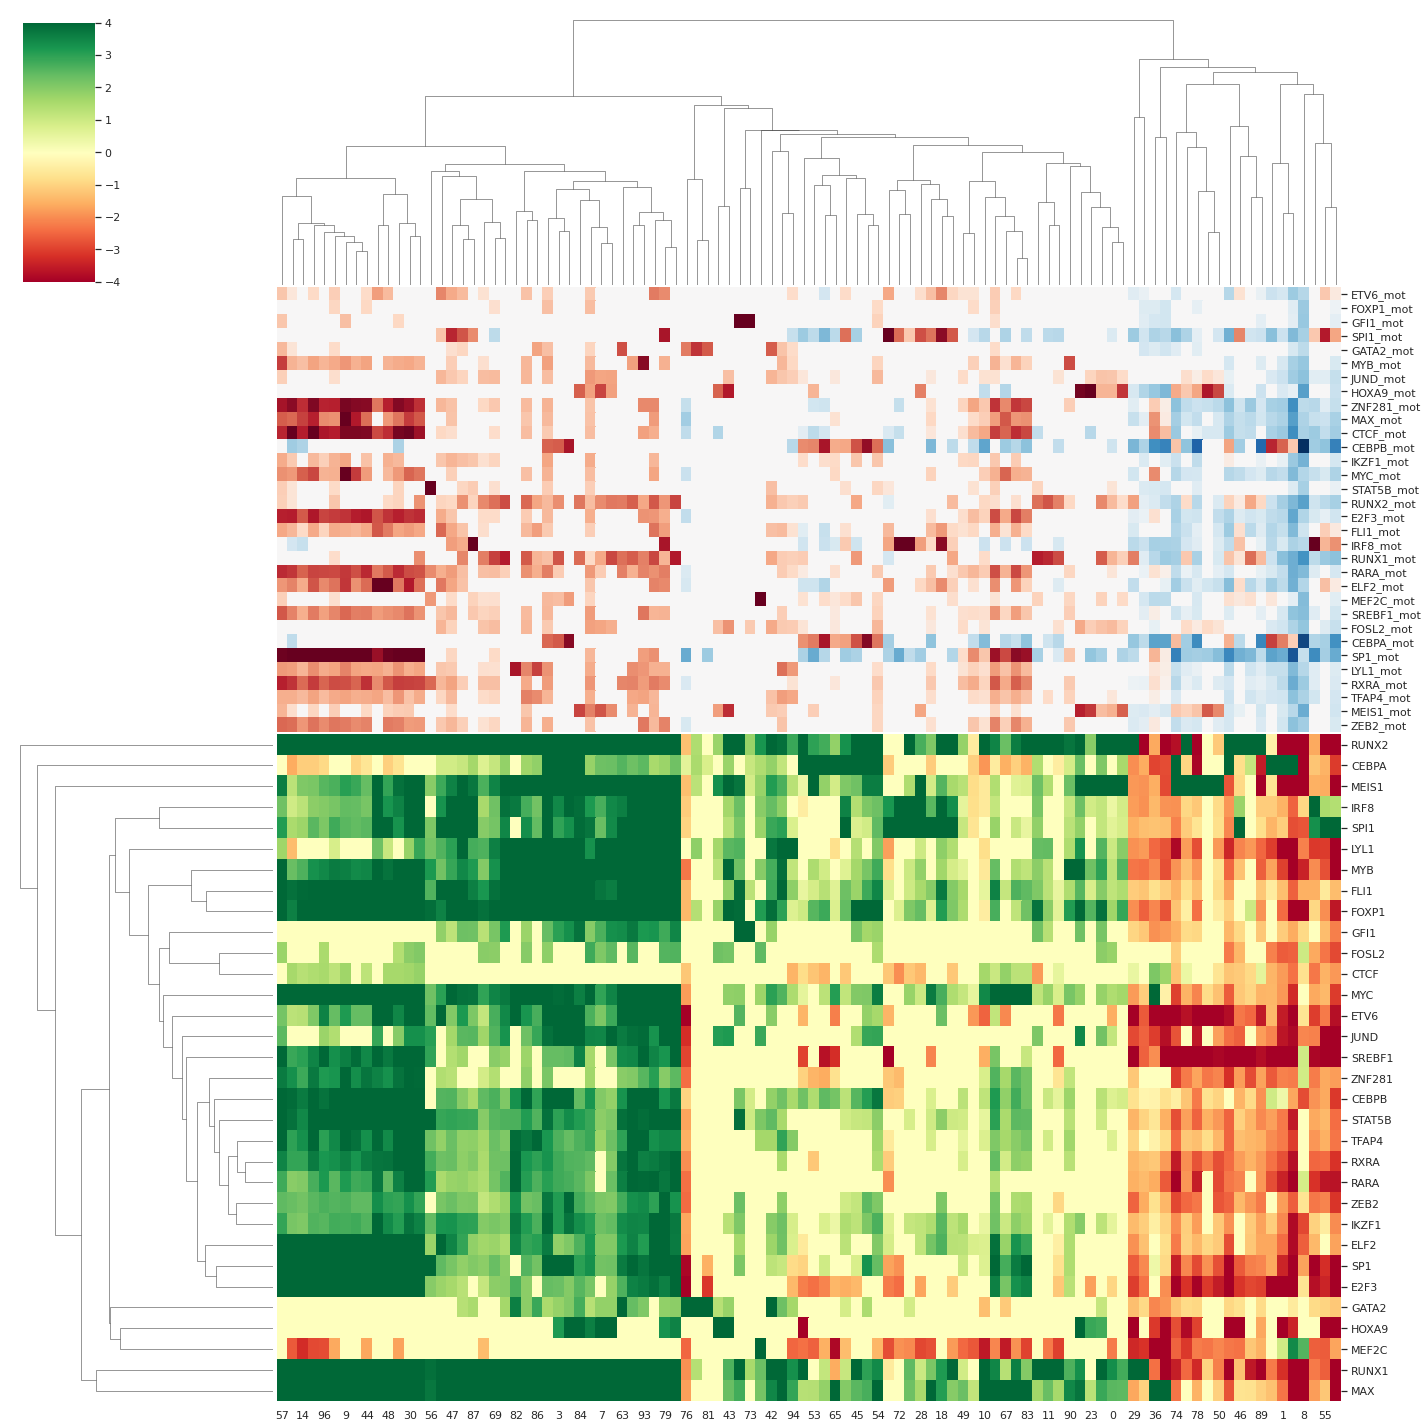 4
3
2
1
0
−1
−2
−3
−4
ETV6_mot
FOXP1_mot
GFI1_mot
SPI1_mot
GATA2_mot
MYB_mot
JUND_mot
HOXA9_mot
ZNF281_mot
MAX_mot
CTCF_mot
CEBPB_mot
IKZF1_mot
MYC_mot
STAT5B_mot
RUNX2_mot
E2F3_mot
FLI1_mot
IRF8_mot
RUNX1_mot
RARA_mot
ELF2_mot
MEF2C_mot
SREBF1_mot
FOSL2_mot
CEBPA_mot
SP1_mot
LYL1_mot
RXRA_mot
TFAP4_mot
MEIS1_mot
ZEB2_mot
RUNX2
CEBPA
MEIS1
IRF8
SPI1
LYL1
MYB
FLI1
FOXP1
GFI1
FOSL2
CTCF
MYC
ETV6
JUND
SREBF1
ZNF281
CEBPB
STAT5B
TFAP4
RXRA
RARA
ZEB2
IKZF1
ELF2
SP1
E2F3
GATA2
HOXA9
MEF2C
RUNX1
MAX
57 14 96 9 44 48 30 56 47 87 69 82 86 3 84 7 63 93 79 76 81 43 73 42 94 53 65 45 54 72 28 18 49 10 67 83 11 90 23 0 29 36 74 78 50 46 89 1 8 55